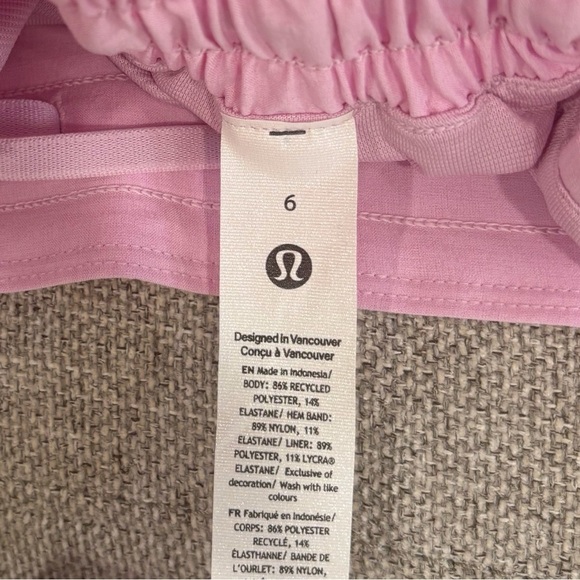 6
Designed in Vancouver
Conçu à Vancouver
EN Made in Indonesia/
BODY: 86% RECYCLED
POLYESTER, 14%
ELASTANE/ HEM BAND:
89% NYLON, 11%
ELASTANE/ LINER: 89%
POLYESTER, 11% LYCRA®
ELASTANE/ Exclusive of
decoration/ Wash with like
colours
FR Fabriqué en Indonésie/
CORPS: 86% POLYESTER
RECYCLÉ, 14%
ÉLASTHANNE/ BANDE DE
L'OURLET: 89% NYLON,